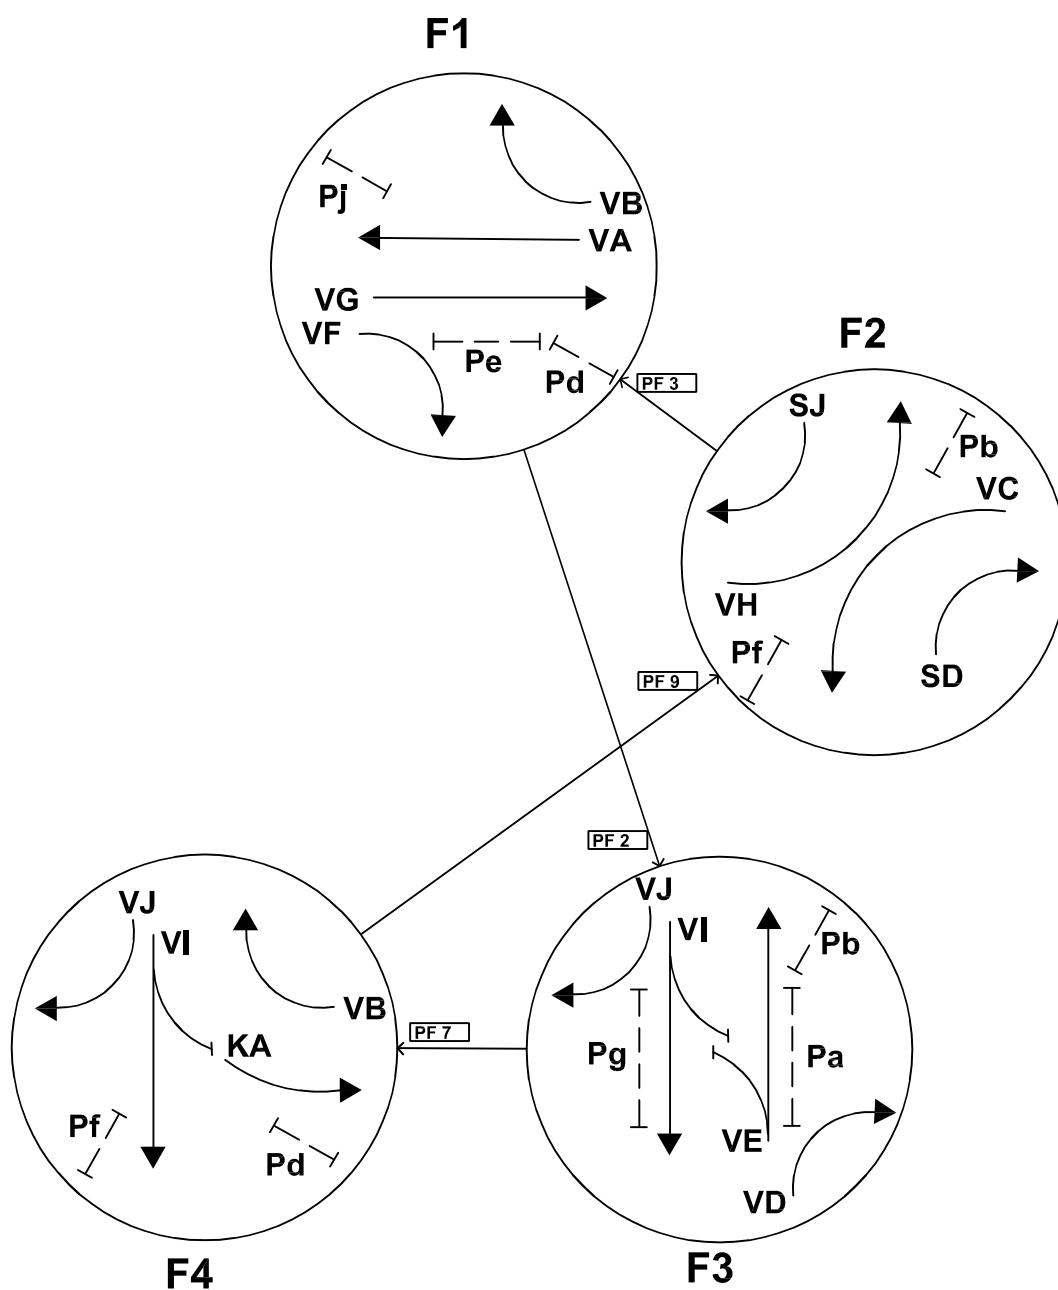 F1
Pj
VB
VA
VG
VF
Pe
Pd
PF 3
F2
SJ
Pb
VC
VH
Pf
SD
PF 9
PF 2
VJ
VI
VB
KA
Pf
Pd
F4
PF 7
VJ
VI
Pb
Pg
Pa
VE
VD
F3